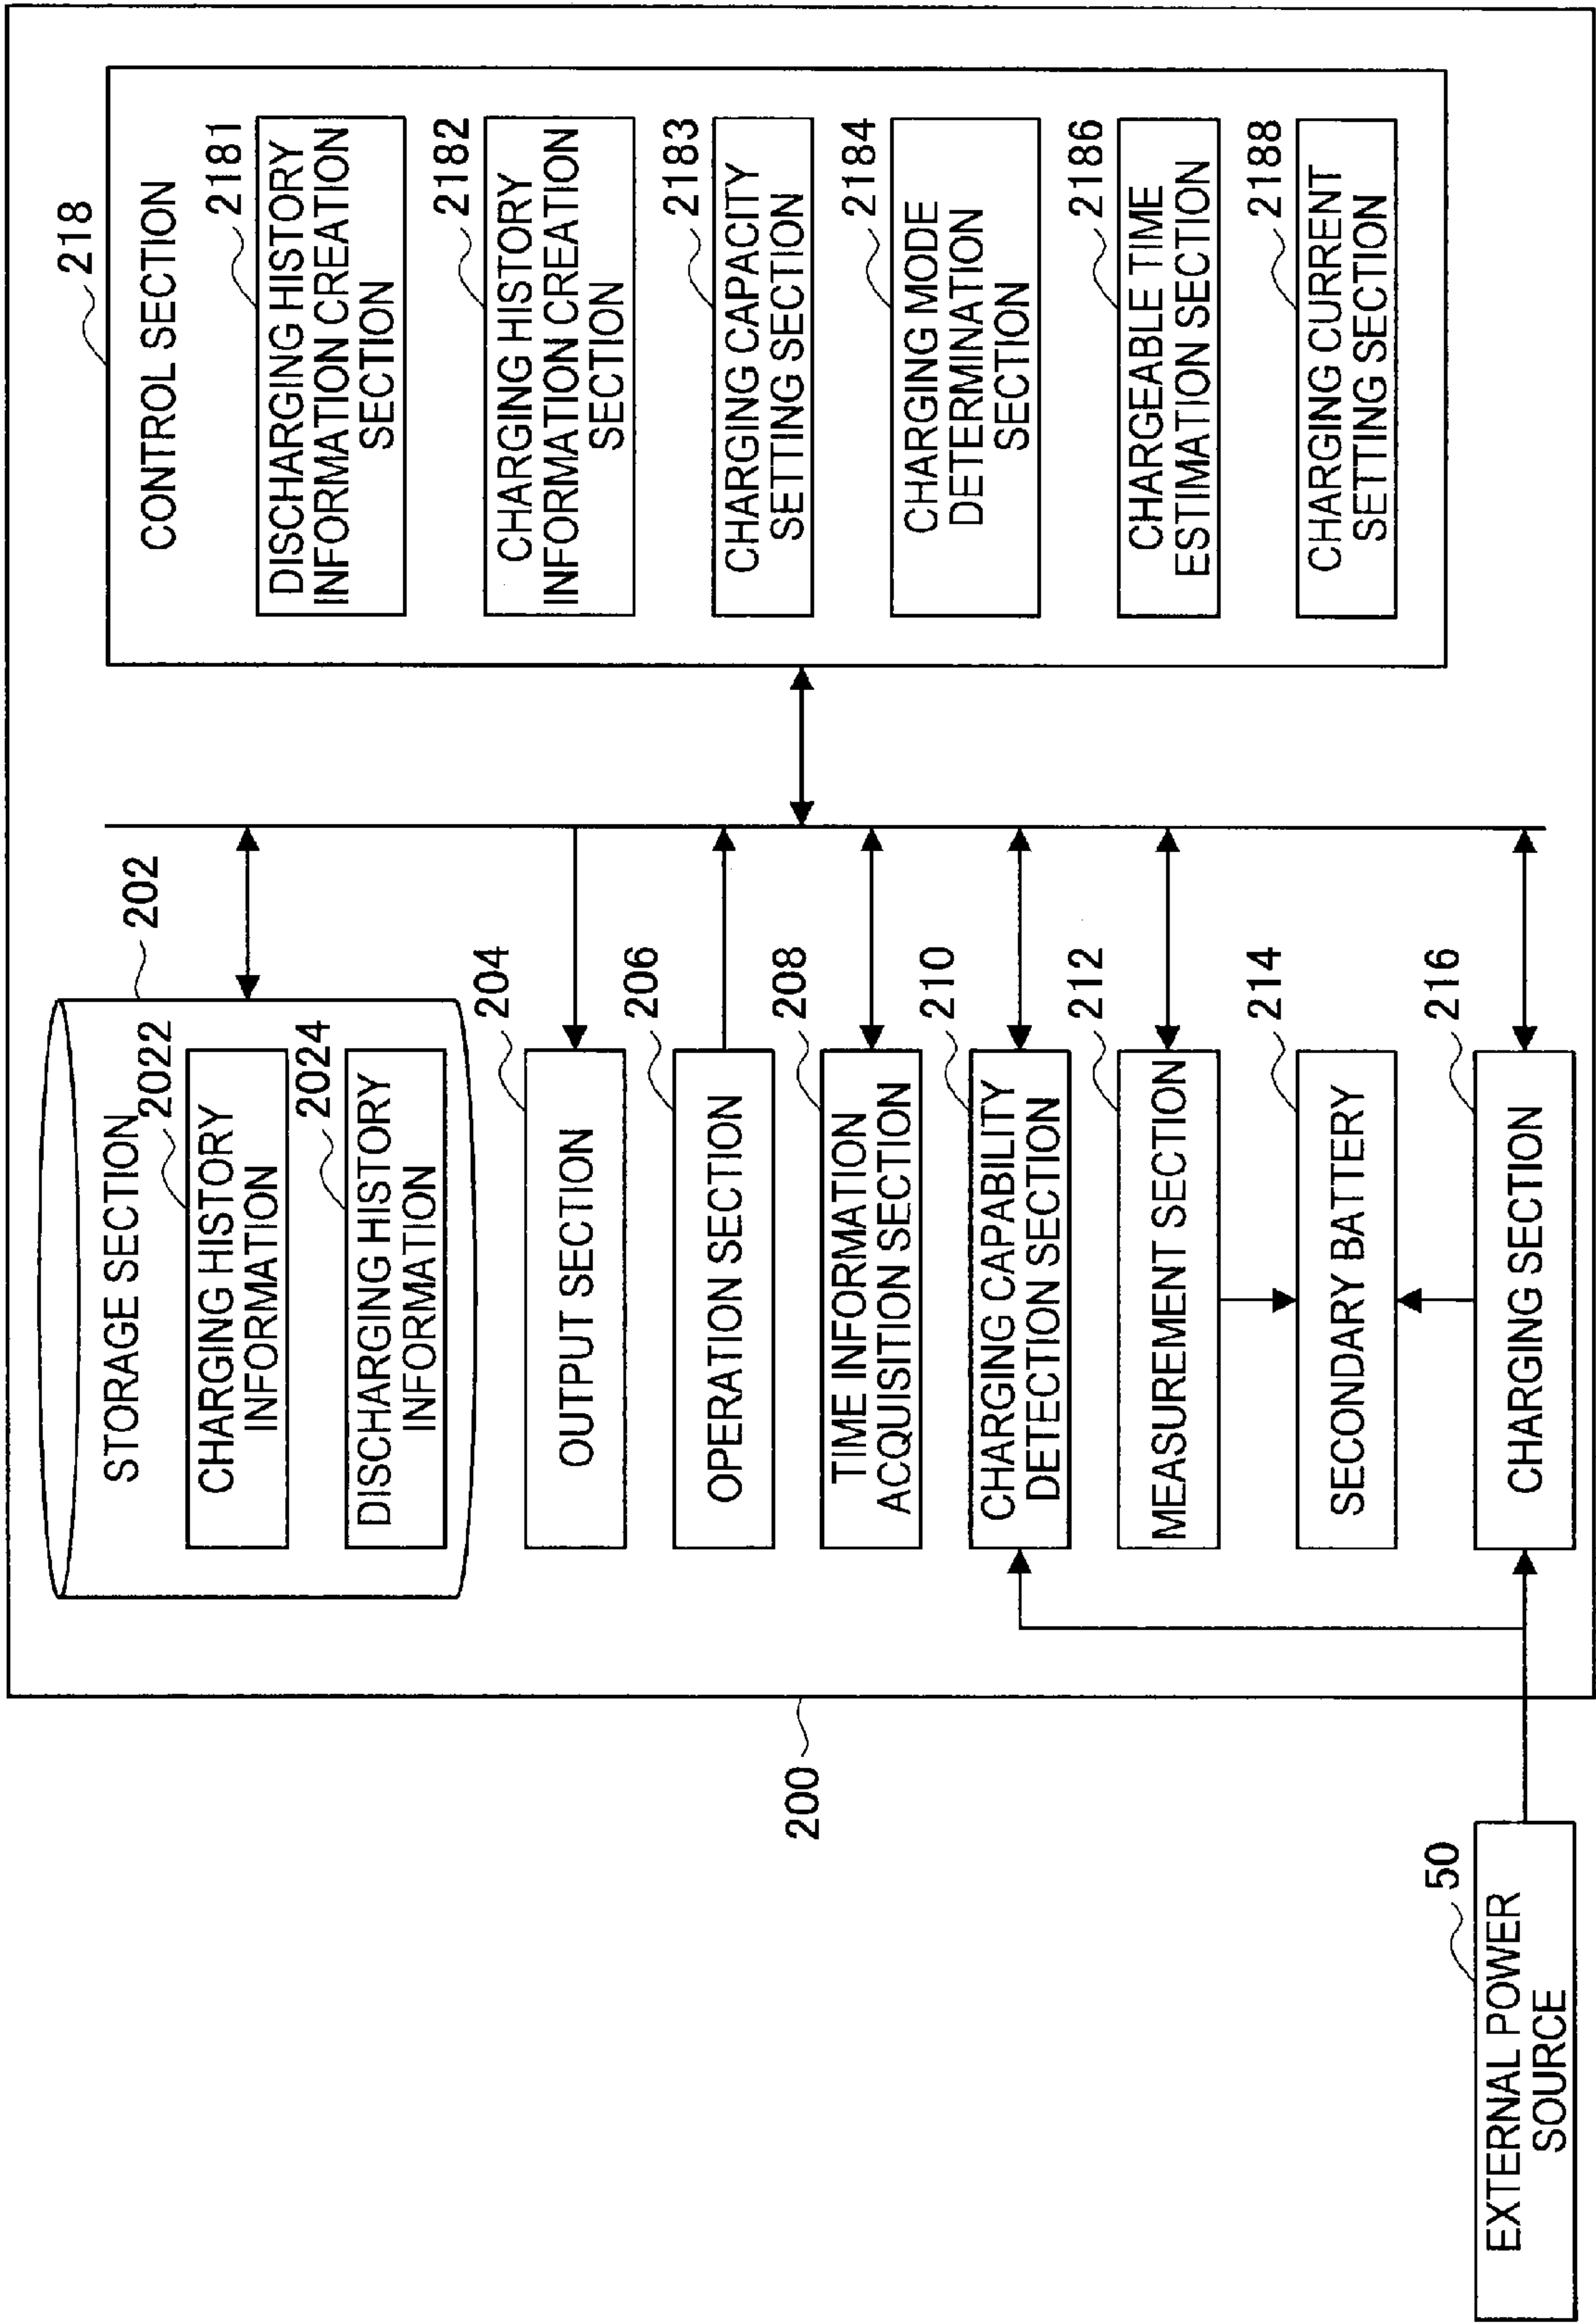 218
CONTROL SECTION
2181
DISCHARGING HISTORY
INFORMATION CREATION
SECTION
2182
CHARGING HISTORY
INFORMATION CREATION
SECTION
2183
CHARGING CAPACITY
SETTING SECTION
2184
CHARGING MODE
DETERMINATION
SECTION
2186
CHARGEABLE TIME
ESTIMATION SECTION
2188
CHARGING CURRENT
SETTING SECTION
202
STORAGE SECTION
2022
CHARGING HISTORY
INFORMATION
2024
DISCHARGING HISTORY
INFORMATION
204
OUTPUT SECTION
206
OPERATION SECTION
208
TIME INFORMATION
ACQUISITION SECTION
210
CHARGING CAPABILITY
DETECTION SECTION
212
MEASUREMENT SECTION
214
SECONDARY BATTERY
216
CHARGING SECTION
200
50
EXTERNAL POWER
SOURCE